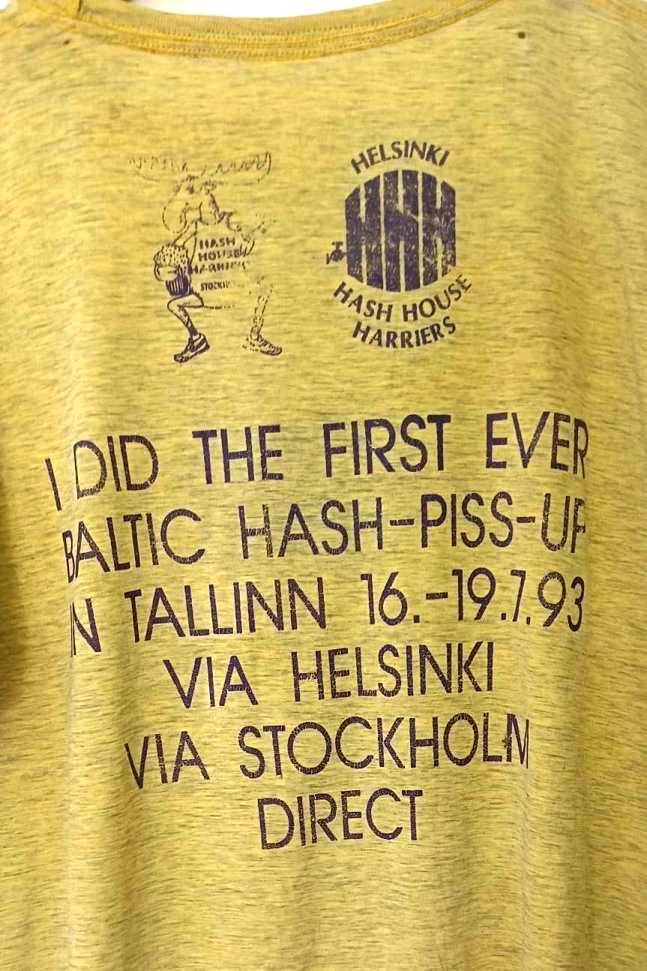 HASH
HOUSE
HARRIERS
HELSINKI
HHH
HASH HOUSE
HARRIERS
I DID THE FIRST EVER
BALTIC HASH-PISS-UP
IN TALLINN 16.-19.7.93
VIA HELSINKI
VIA STOCKHOLM
DIRECT